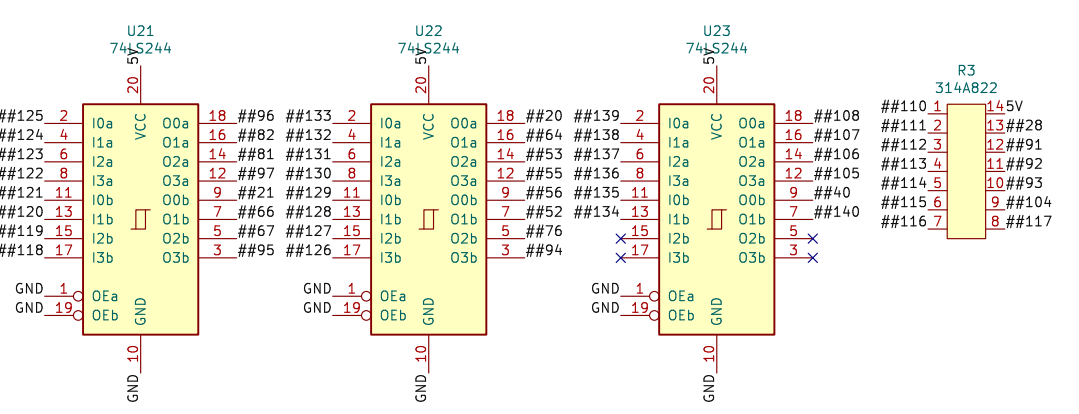 U21
74LS244
5V
20
VCC
##125 2 I0a O0a 18 ##96
##124 4 I1a O1a 16 ##82
##123 6 I2a O2a 14 ##81
##122 8 I3a O3a 12 ##97
##121 11 I0b O0b 9 ##21
##120 13 I1b O1b 7 ##66
##119 15 I2b O2b 5 ##67
##118 17 I3b O3b 3 ##95
GND 1 OEa
GND 19 OEb
GND
10
GND
U22
74LS244
5V
20
VCC
##133 2 I0a O0a 18 ##20
##132 4 I1a O1a 16 ##64
##131 6 I2a O2a 14 ##53
##130 8 I3a O3a 12 ##55
##129 11 I0b O0b 9 ##56
##128 13 I1b O1b 7 ##52
##127 15 I2b O2b 5 ##76
##126 17 I3b O3b 3 ##94
GND 1 OEa
GND 19 OEb
GND
10
GND
U23
74LS244
5V
20
VCC
##139 2 I0a O0a 18 ##108
##138 4 I1a O1a 16 ##107
##137 6 I2a O2a 14 ##106
##136 8 I3a O3a 12 ##105
##135 11 I0b O0b 9 ##40
##134 13 I1b O1b 7 ##140
15 I2b O2b 5
17 I3b O3b 3
GND 1 OEa
GND 19 OEb
GND
10
GND
R3
314A822
##110 1 14 5V
##111 2 13 ##28
##112 3 12 ##91
##113 4 11 ##92
##114 5 10 ##93
##115 6 9 ##104
##116 7 8 ##117